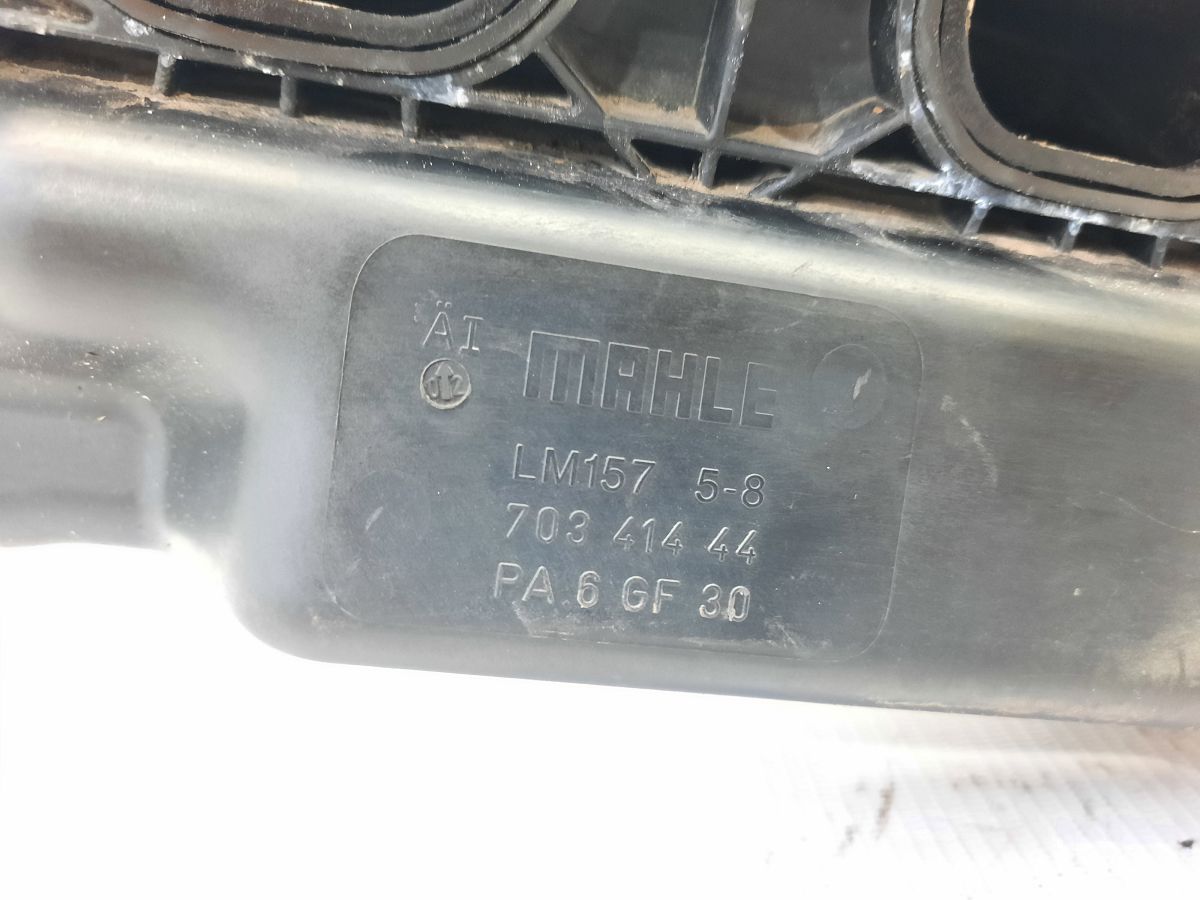 ÄI
MAHLE
LM157 5-8
703 414 44
PA 6 GF 30